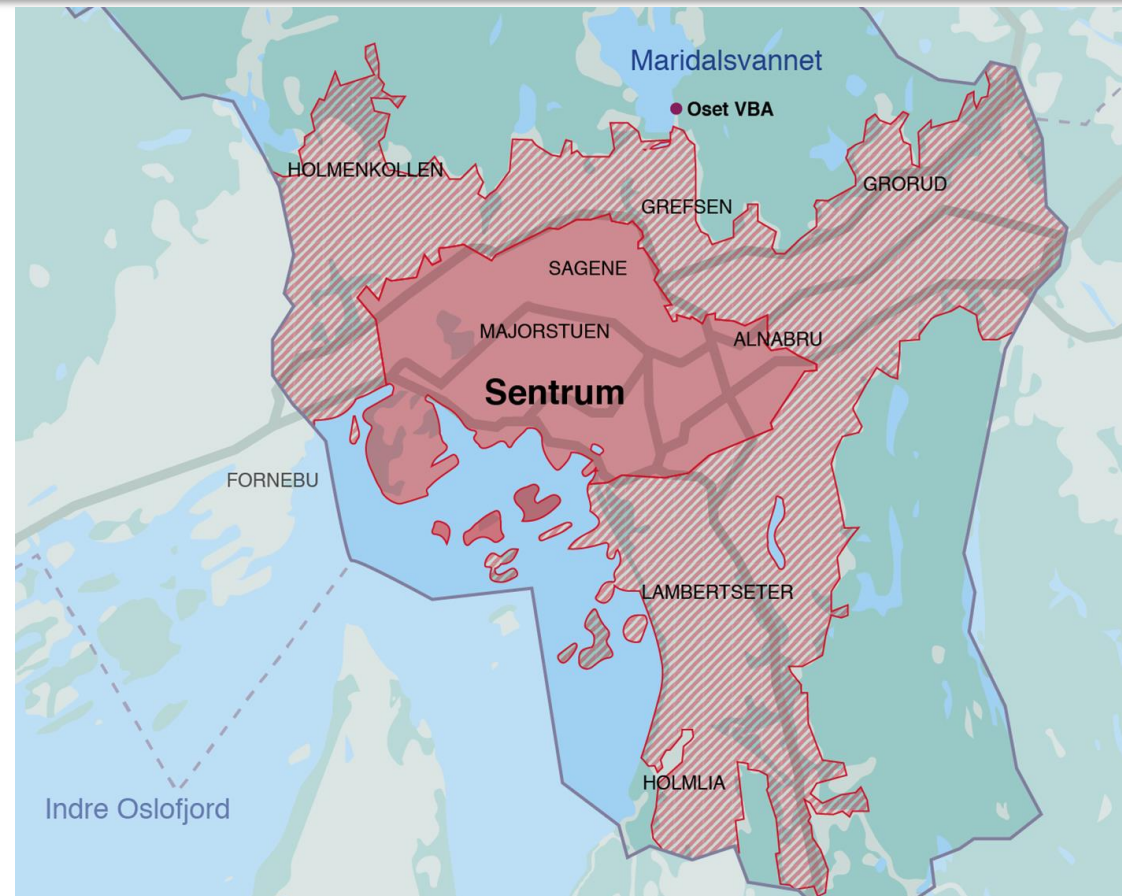 Maridalsvannet
Oset VBA
HOLMENKOLLEN
GRORUD
GREFSEN
SAGENE
MAJORSTUEN
ALNABRU
Sentrum
FORNEBU
LAMBERTSETER
HOLMLIA
Indre Oslofjord